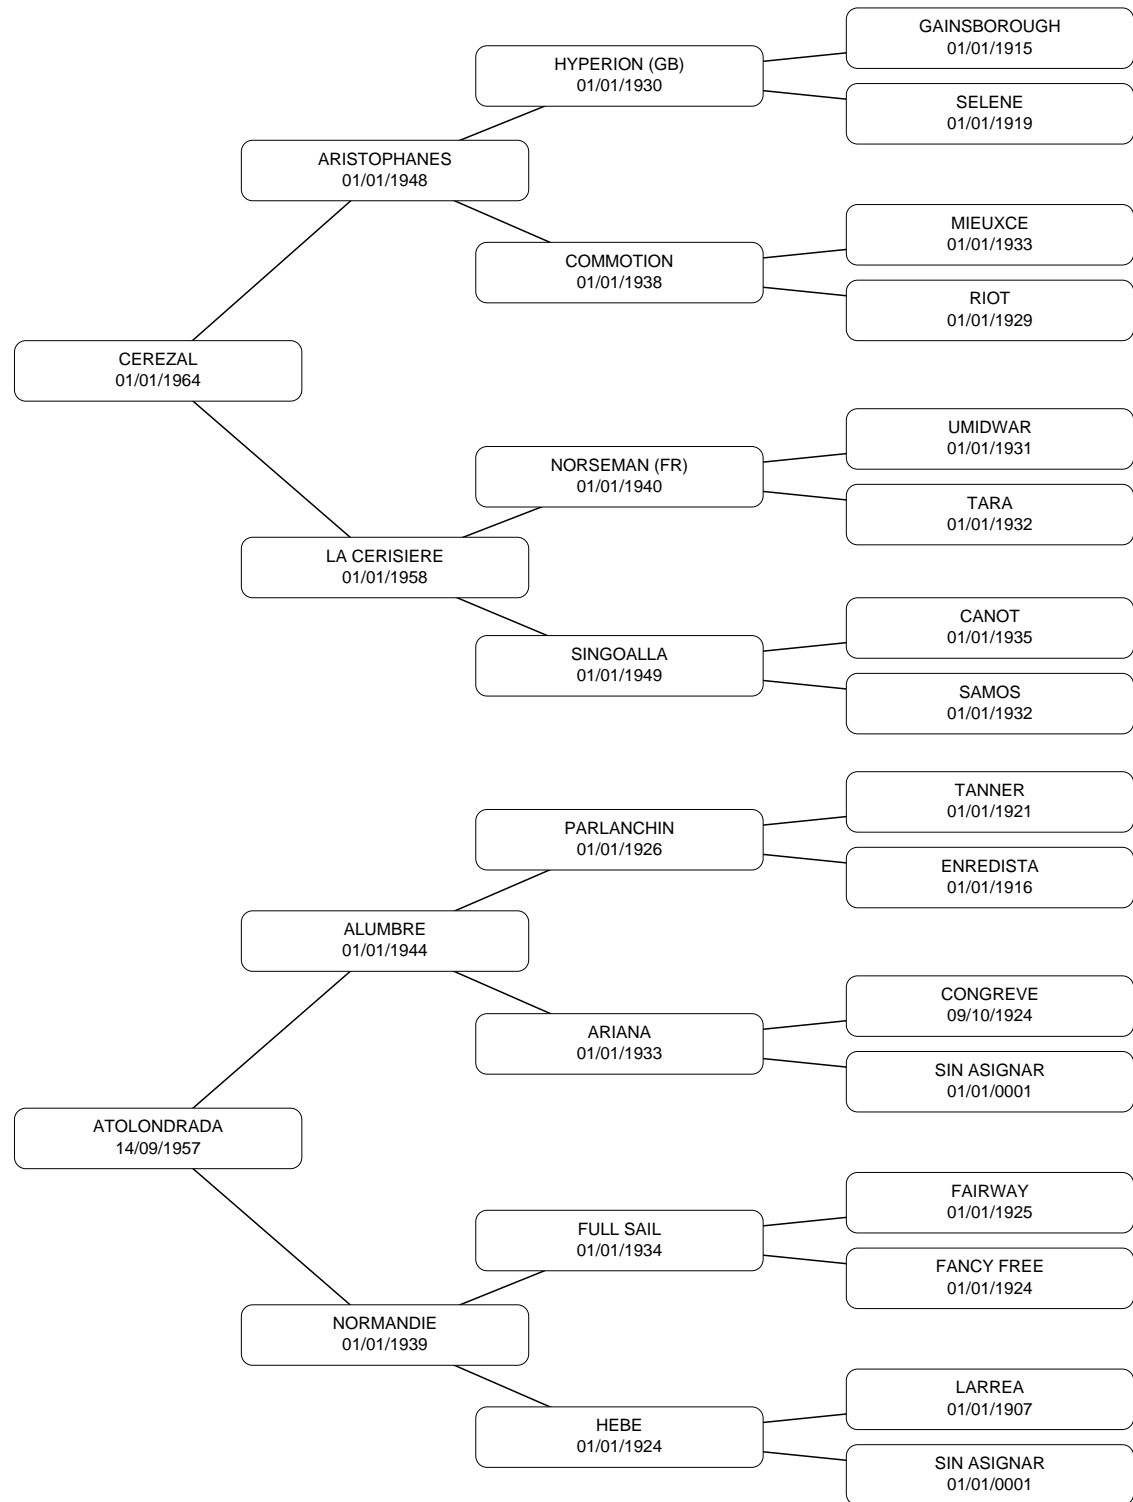 GAINSBOROUGH
01/01/1915
HYPERION (GB)
01/01/1930
SELENE
01/01/1919
ARISTOPHANES
01/01/1948
MIEUXCE
01/01/1933
COMMOTION
01/01/1938
RIOT
01/01/1929
CEREZAL
01/01/1964
UMIDWAR
01/01/1931
NORSEMAN (FR)
01/01/1940
TARA
01/01/1932
LA CERISIERE
01/01/1958
CANOT
01/01/1935
SINGOALLA
01/01/1949
SAMOS
01/01/1932
TANNER
01/01/1921
PARLANCHIN
01/01/1926
ENREDISTA
01/01/1916
ALUMBRE
01/01/1944
CONGREVE
09/10/1924
ARIANA
01/01/1933
SIN ASIGNAR
01/01/0001
ATOLONDRADA
14/09/1957
FAIRWAY
01/01/1925
FULL SAIL
01/01/1934
FANCY FREE
01/01/1924
NORMANDIE
01/01/1939
LARREA
01/01/1907
HEBE
01/01/1924
SIN ASIGNAR
01/01/0001